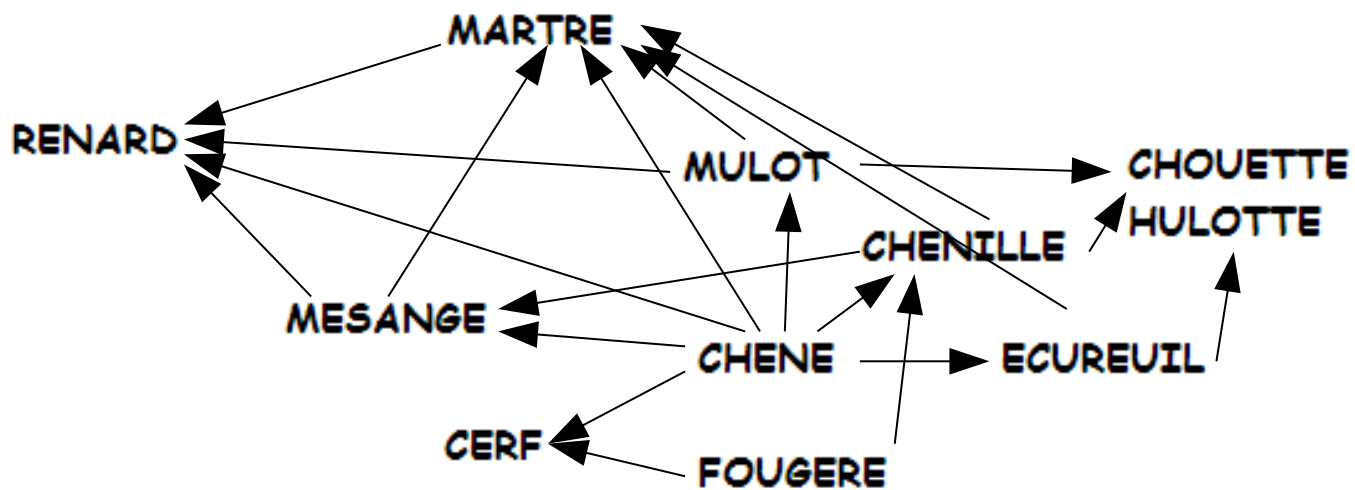 MARTRE
RENARD
MULOT
CHOUETTE
HULOTTE
CHENILLE
MESANGE
CHENE
ECUREUIL
CERF
FOUGERE